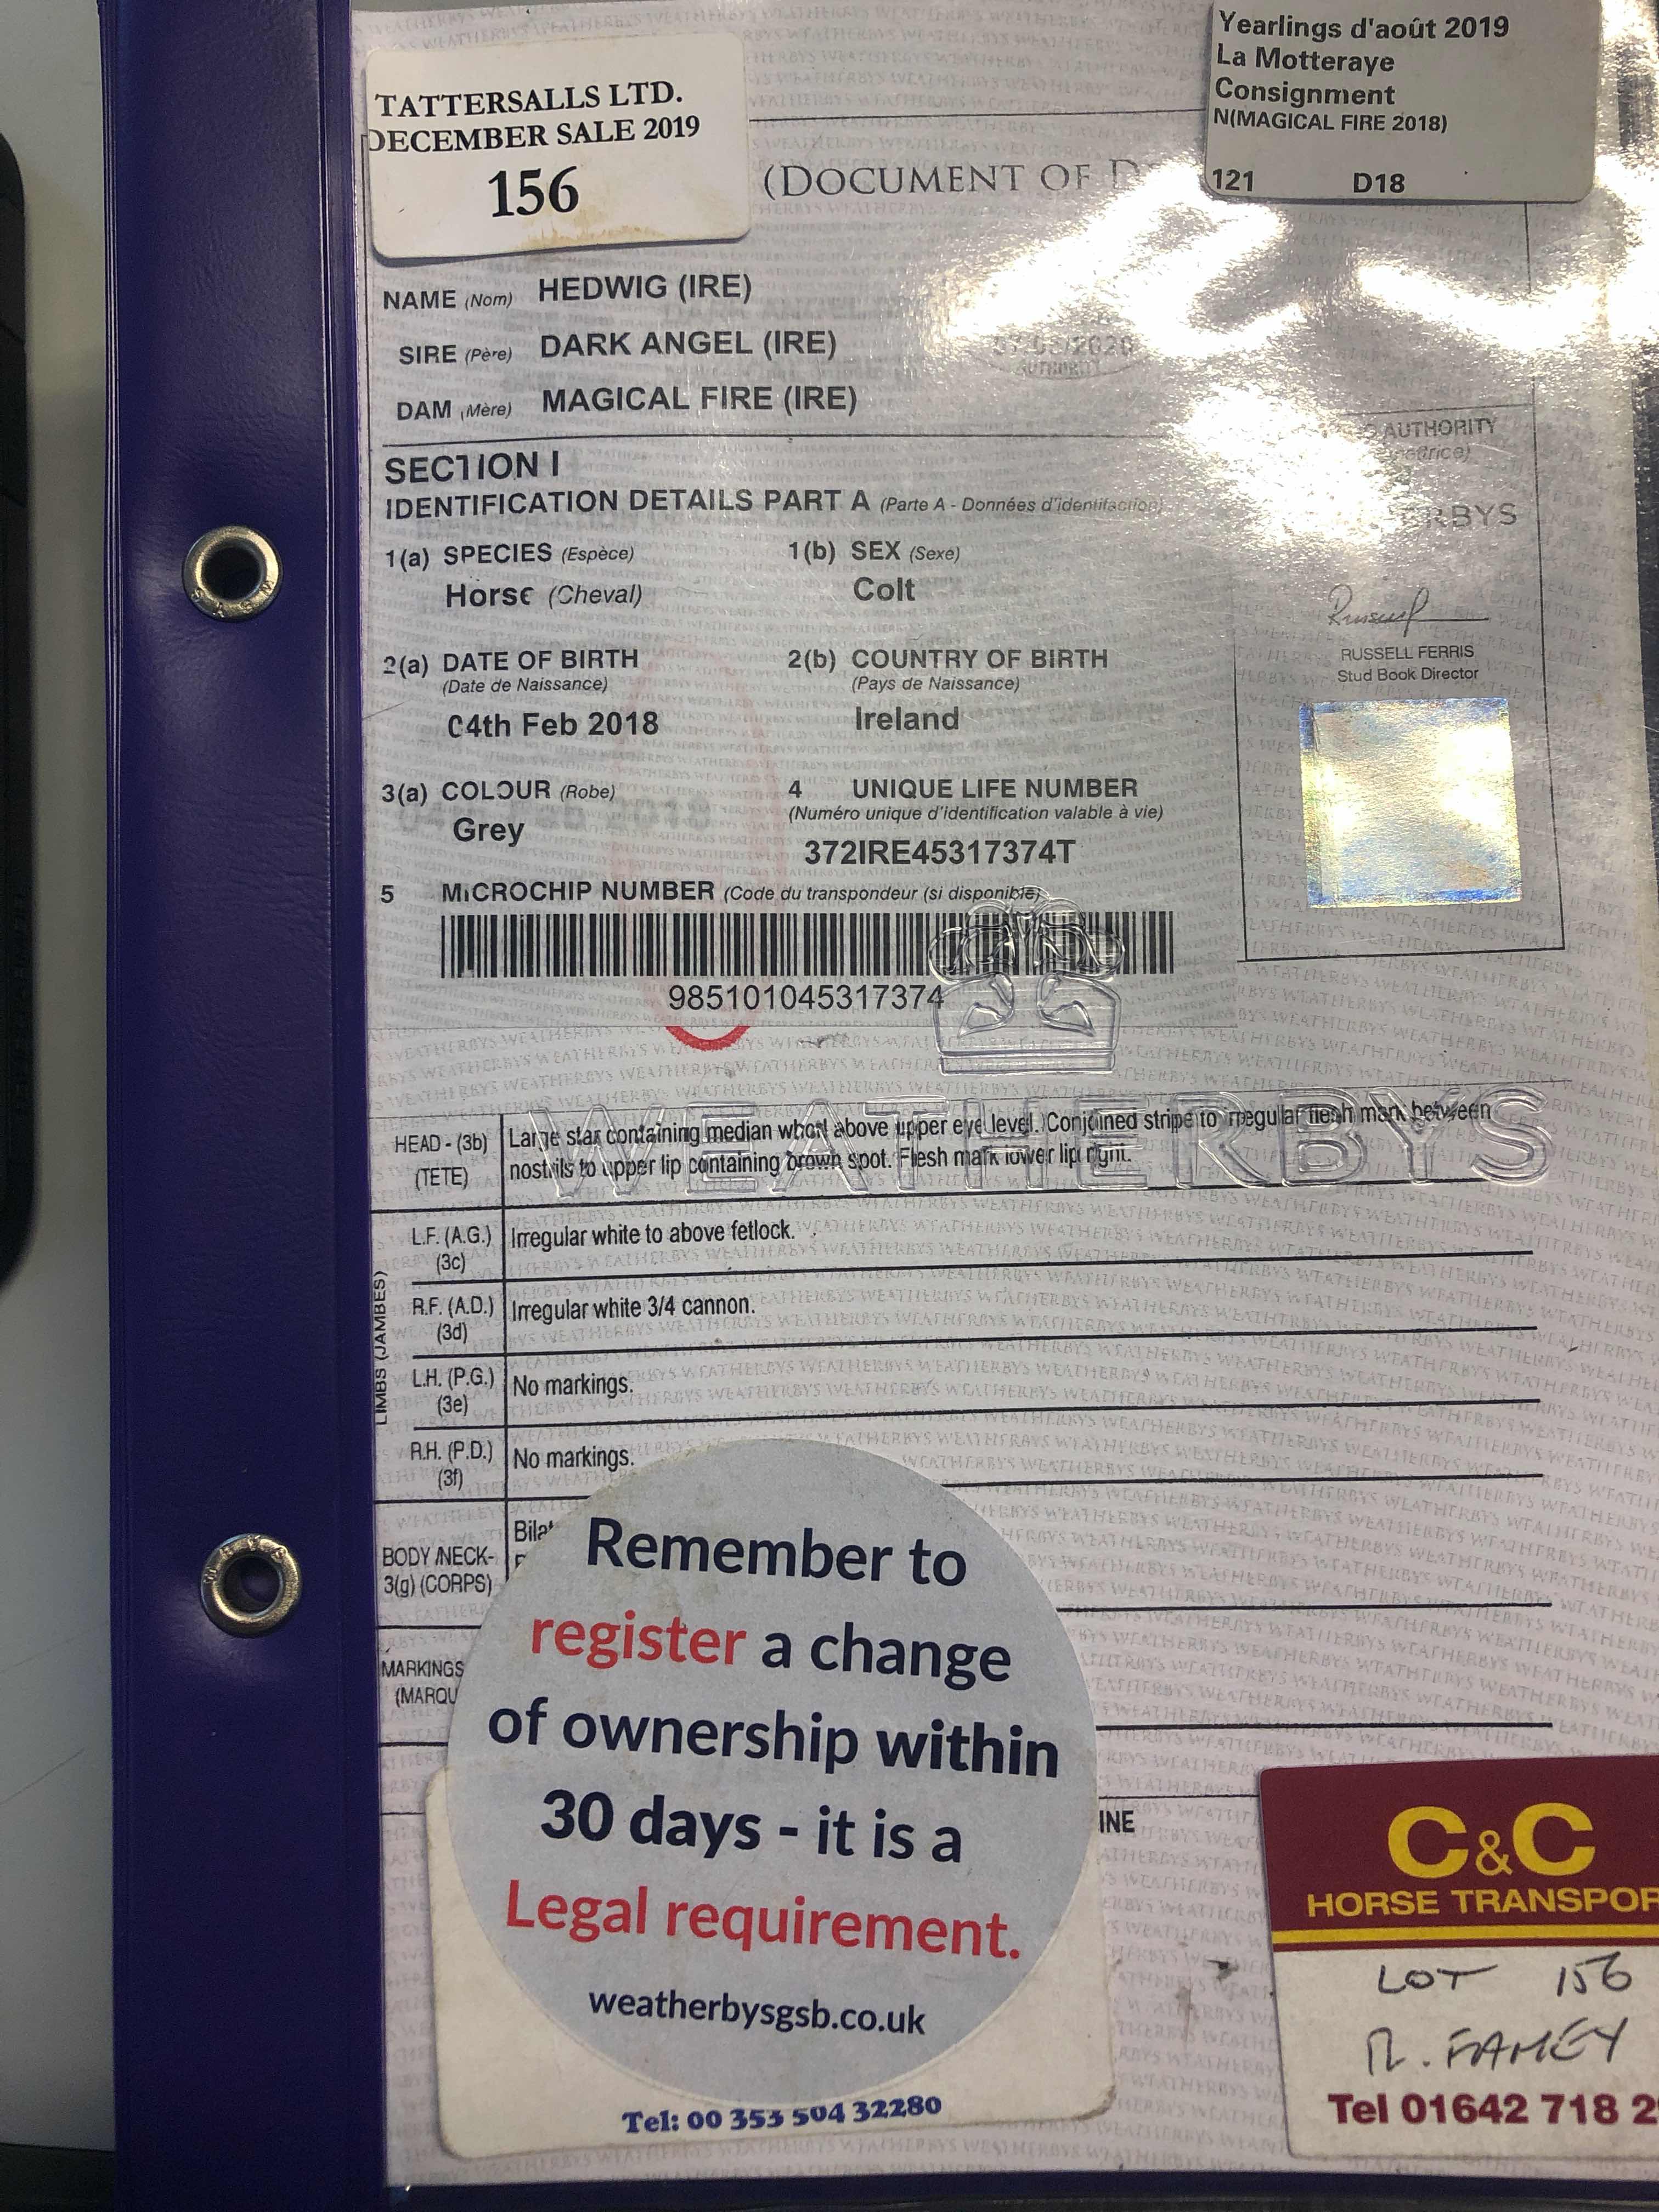 TATTERSALLS LTD.
DECEMBER SALE 2019
156
Yearlings d'août 2019
La Motteraye
Consignment
N(MAGICAL FIRE 2018)
121 D18
(DOCUMENT OF D
NAME (Nom) HEDWIG (IRE)
SIRE (Père) DARK ANGEL (IRE)
DAM (Mère) MAGICAL FIRE (IRE)
AUTHORITY
SECTION I
IDENTIFICATION DETAILS PART A (Parte A - Données d'identifaction)
1(a) SPECIES (Espèce) 1(b) SEX (Sexe)
Horse (Cheval) Colt
2(a) DATE OF BIRTH 2(b) COUNTRY OF BIRTH
(Date de Naissance) (Pays de Naissance)
04th Feb 2018 Ireland
RUSSELL FERRIS
Stud Book Director
3(a) COLOUR (Robe) 4 UNIQUE LIFE NUMBER
(Numéro unique d'identification valable à vie)
Grey
372IRE45317374T
5 MICROCHIP NUMBER (Code du transpondeur (si disponible)
985101045317374
WEATHERBYS
HEAD - (3b) Large star containing median whorl above upper eye level. Conjoined stripe to irregular flesh mark between
(TETE) nostrils to upper lip containing brown spot. Flesh mark lower lip right.
LIMBS (JAMBES)
L.F. (A.G.) Irregular white to above fetlock.
(3c)
R.F. (A.D.) Irregular white 3/4 cannon.
(3d)
L.H. (P.G.) No markings.
(3e)
R.H. (P.D.) No markings.
(3f)
BODY/NECK- Bilat
3(g) (CORPS)
MARKINGS
(MARQU
INE
Remember to
register a change
of ownership within
30 days - it is a
Legal requirement.
weatherbysgsb.co.uk
Tel: 00 353 504 32280
C&C
HORSE TRANSPOR
LOT 156
R. FAHEY
Tel 01642 718 2